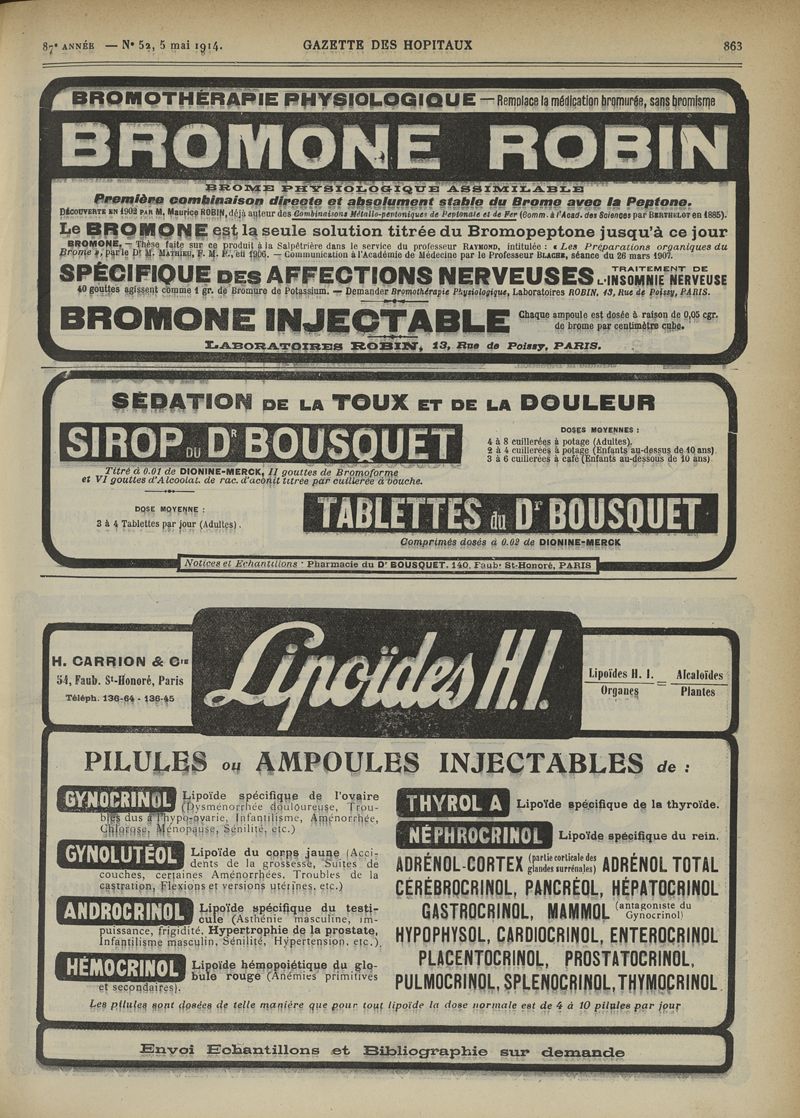 87e ANNÉE — N° 52, 5 mai 1914. GAZETTE DES HOPITAUX 863
BROMOTHÉRAPIE PHYSIOLOGIQUE — Remplace la médication bromurée, sans bromisme
BROMONE ROBIN
BROME PHYSIOLOGIQUE ASSIMILABLE
Première combinaison directe et absolument stable du Brome avec la Peptone.
DÉCOUVERTE EN 1902 PAR M. Maurice ROBIN, déjà auteur des Combinaisons Métallo-peptoniques de Peptonate et de Fer (Comm. à l'Acad. des Sciences par BERTHELOT en 1885).
Le BROMONE est la seule solution titrée du Bromopeptone jusqu'à ce jour
BROMONE. — Thèse faite sur ce produit à la Salpêtrière dans le service du professeur RAYMOND, intitulée : « Les Préparations organiques du
Brome », par le Dr M. MATHIEU, F. M. P., en 1906. — Communication à l'Académie de Médecine par le Professeur BLACHE, séance du 26 mars 1907.
SPÉCIFIQUE DES AFFECTIONS NERVEUSES
TRAITEMENT DE
L'INSOMNIE NERVEUSE
40 gouttes agissent comme 1 gr. de Bromure de Potassium. — Demander Bromothérapie Physiologique, Laboratoires ROBIN, 13, Rue de Poissy, PARIS.
BROMONE INJECTABLE
Chaque ampoule est dosée à raison de 0,05 cgr.
de brome par centimètre cube.
LABORATOIRES ROBIN, 13, Rue de Poissy, PARIS.
SÉDATION DE LA TOUX ET DE LA DOULEUR
SIROP DU Dr BOUSQUET
Titré à 0.01 de DIONINE-MERCK, II gouttes de Bromoforme
et VI gouttes d'Alcoolat. de rac. d'aconit titrée par cuillerée à bouche.
DOSES MOYENNES :
4 à 8 cuillerées à potage (Adultes).
2 à 4 cuillerées à potage (Enfants au-dessus de 10 ans)
3 à 6 cuillerées à café (Enfants au-dessous de 10 ans)
DOSE MOYENNE :
3 à 4 Tablettes par jour (Adultes).
TABLETTES du Dr BOUSQUET
Comprimés dosés à 0.02 de DIONINE-MERCK
Notices et Echantillons : Pharmacie du Dr BOUSQUET. 140, Faubg St-Honoré, PARIS
H. CARRION & Cie
54, Faub. St-Honoré, Paris
Téléph. 136-64 - 136-45
Lipoïdes H.I.
Lipoïdes H. I. = Alcaloïdes
Organes Plantes
PILULES ou AMPOULES INJECTABLES de :
GYNOCRINOL Lipoïde spécifique de l'ovaire
(Dysménorrhée douloureuse, Trou-
bles dus à l'hypo-ovarie, Infantilisme, Aménorrhée,
Chlorose, Ménopause, Sénilité, etc.)
GYNOLUTÉOL Lipoïde du corps jaune (Acci-
dents de la grossesse, Suites de
couches, certaines Aménorrhées, Troubles de la
castration, Flexions et versions utérines, etc.)
ANDROCRINOL Lipoïde spécifique du testi-
cule (Asthénie masculine, im-
puissance, frigidité. Hypertrophie de la prostate,
Infantilisme masculin, Sénilité, Hypertension, etc.).
HÉMOCRINOL Lipoïde hémopoiétique du glo-
bule rouge (Anémies primitives
et secondaires).
THYROL A Lipoïde spécifique de la thyroïde.
NÉPHROCRINOL Lipoïde spécifique du rein.
ADRÉNOL-CORTEX (partie corticale des glandes surrénales) ADRÉNOL TOTAL
CÉRÉBROCRINOL, PANCRÉOL, HÉPATOCRINOL
GASTROCRINOL, MAMMOL (antagoniste du Gynocrinol)
HYPOPHYSOL, CARDIOCRINOL, ENTEROCRINOL
PLACENTOCRINOL, PROSTATOCRINOL,
PULMOCRINOL, SPLENOCRINOL, THYMOCRINOL
Les pilules sont dosées de telle manière que pour tout lipoïde la dose normale est de 4 à 10 pilules par jour
Envoi Echantillons et Bibliographie sur demande